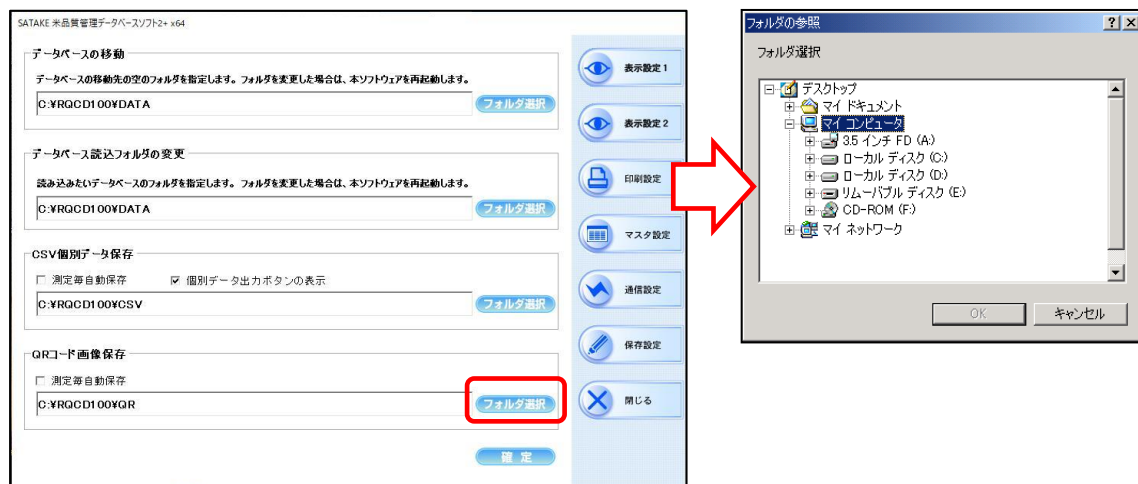 SATAKE 米品質管理データベースソフト2+ x64
データベースの移動
データベースの移動先の空のフォルダを指定します。フォルダを変更した場合は、本ソフトウェアを再起動します。
C:¥RQCD100¥DATA
フォルダ選択
データベース読込フォルダの変更
読み込みたいデータベースのフォルダを指定します。フォルダを変更した場合は、本ソフトウェアを再起動します。
C:¥RQCD100¥DATA
フォルダ選択
CSV個別データ保存
測定毎自動保存 個別データ出力ボタンの表示
C:¥RQCD100¥CSV
フォルダ選択
QRコード画像保存
測定毎自動保存
C:¥RQCD100¥QR
フォルダ選択
確 定
表示設定1
表示設定2
印刷設定
マスタ設定
通信設定
保存設定
閉じる
フォルダの参照
フォルダ選択
デスクトップ
マイ ドキュメント
マイ コンピュータ
3.5 インチ FD (A:)
ローカル ディスク (C:)
ローカル ディスク (D:)
リムーバブル ディスク (E:)
CD-ROM (F:)
マイ ネットワーク
OK キャンセル